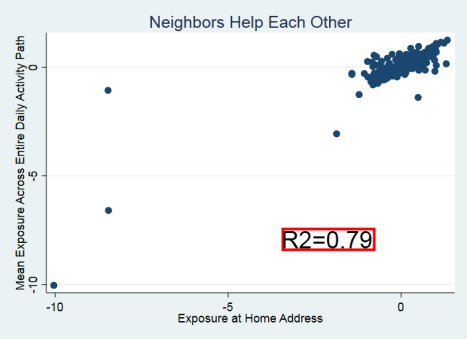 Neighbors Help Each Other
Mean Exposure Across Entire Daily Activity Path
0
-5
-10
R2=0.79
-10
-5
0
Exposure at Home Address